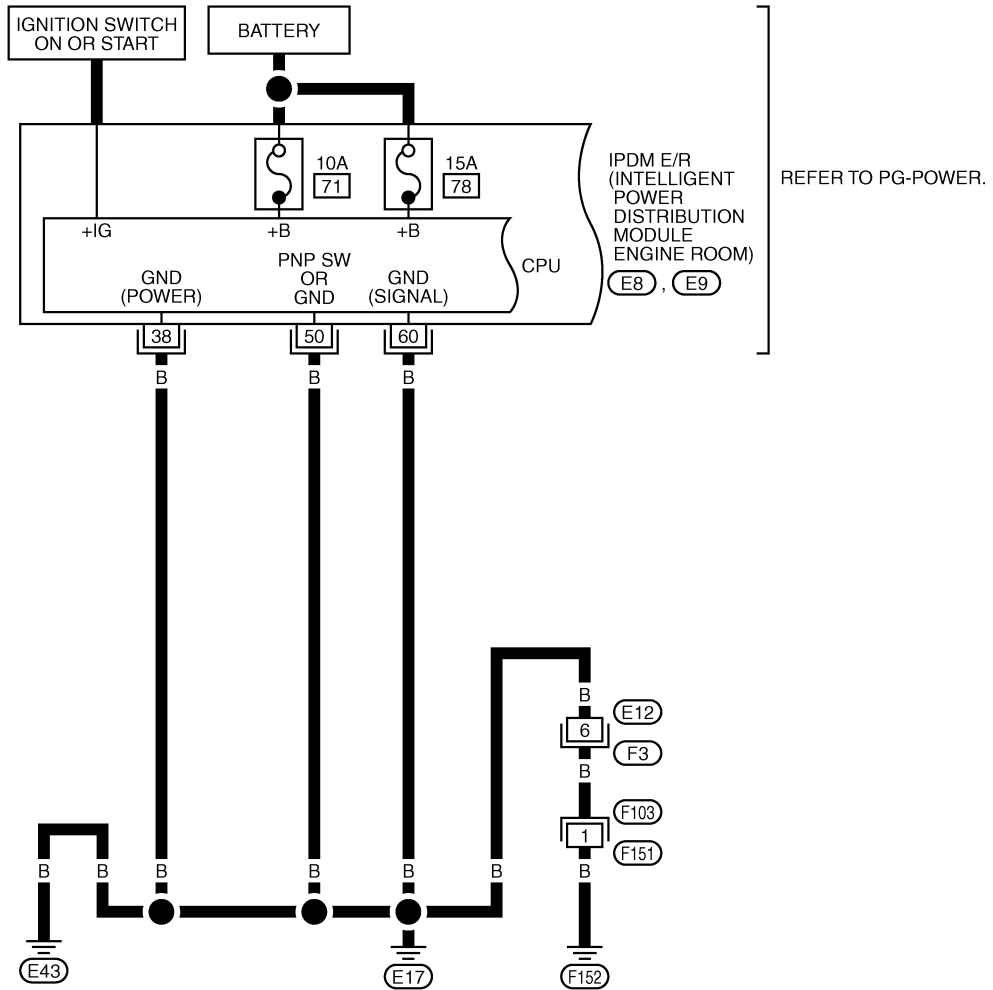 IGNITION SWITCH
ON OR START
BATTERY
10A
71
15A
78
IPDM E/R
(INTELLIGENT
POWER
DISTRIBUTION
MODULE
ENGINE ROOM)
E8 , E9
REFER TO PG-POWER.
+IG
+B
+B
CPU
GND
(POWER)
PNP SW
OR
GND
GND
(SIGNAL)
38
50
60
B
B
B
B
E12
6
F3
B
F103
1
F151
B
B
B
B
B
B
B
E43
E17
F152